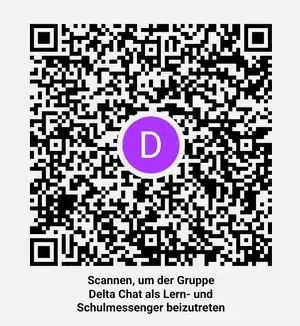 D
Scannen, um der Gruppe
Delta Chat als Lern- und
Schulmessenger beizutreten